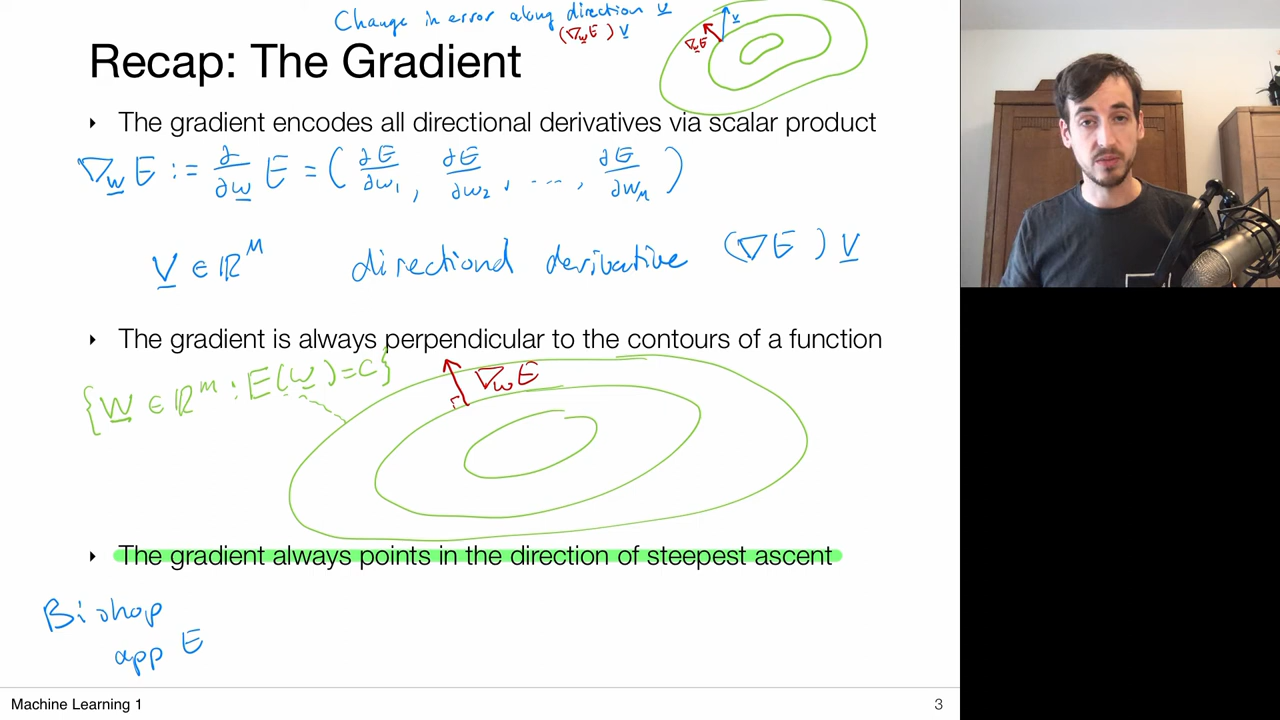 Change in error along direction v
(∇wE) v
v
∇wE
Recap: The Gradient
‣ The gradient encodes all directional derivatives via scalar product
∇w E := ∂/∂w E = ( ∂E/∂w1 , ∂E/∂w2 , ... , ∂E/∂wM )
v ∈ ℝ^M directional derivative (∇E) v
‣ The gradient is always perpendicular to the contours of a function
{w ∈ ℝ^M : E(w) = C}
∇wE
‣ The gradient always points in the direction of steepest ascent
Bishop
app E
Machine Learning 1
3